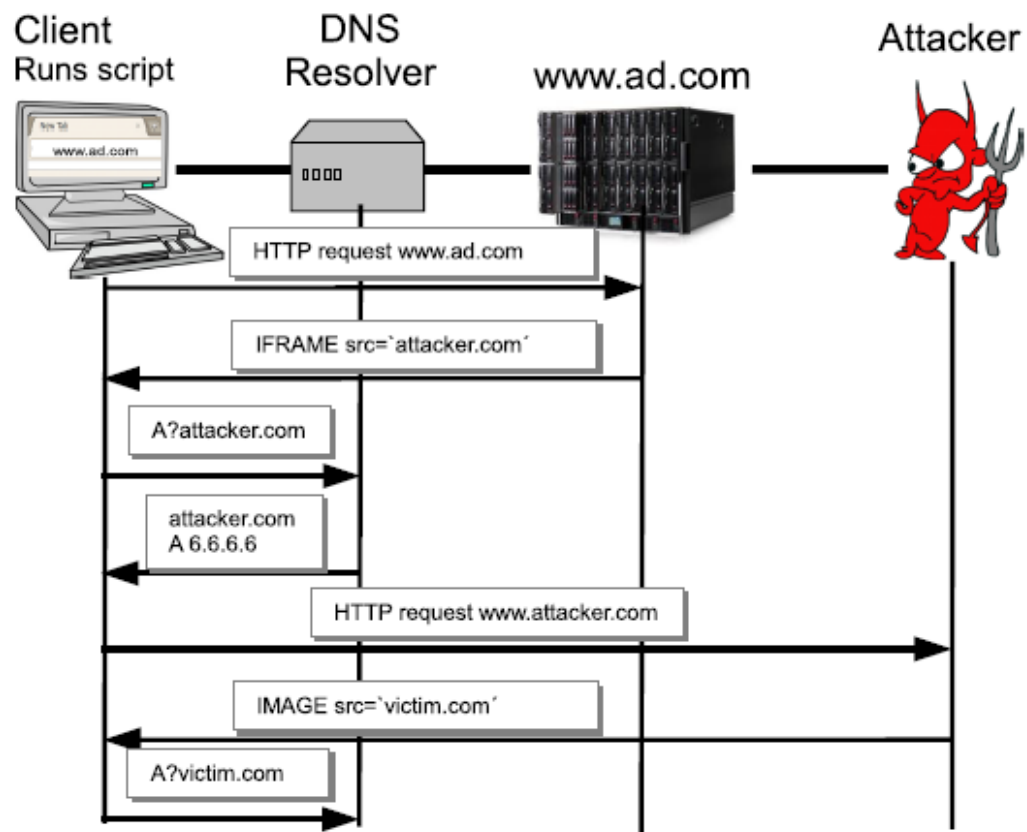 Client
Runs script
DNS
Resolver
www.ad.com
Attacker
New Tab
www.ad.com
HTTP request www.ad.com
IFRAME src=`attacker.com´
A?attacker.com
attacker.com
A 6.6.6.6
HTTP request www.attacker.com
IMAGE src=`victim.com´
A?victim.com